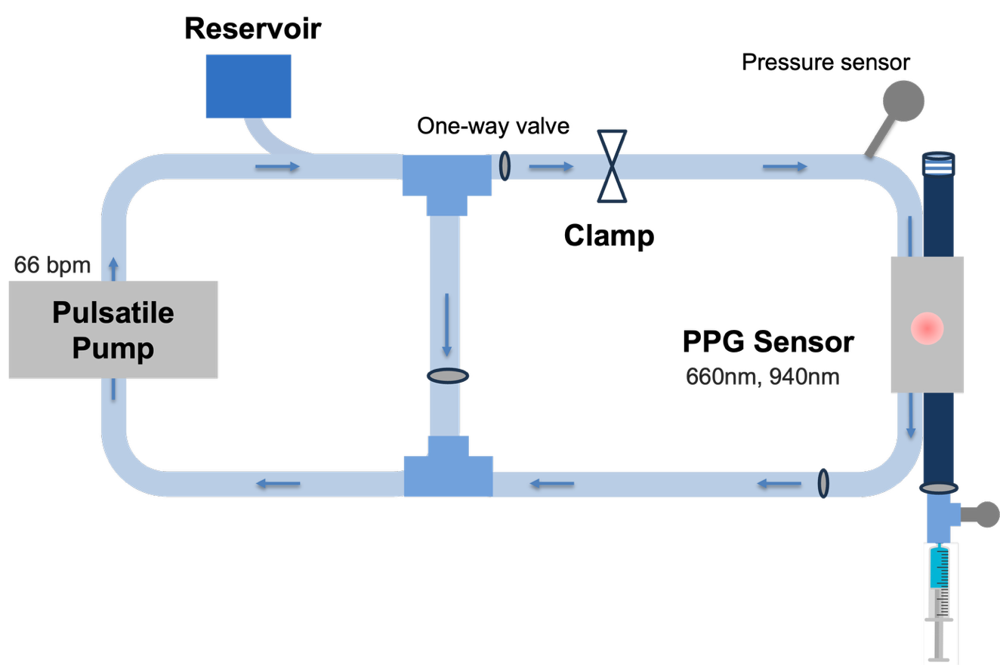 Reservoir
Pressure sensor
One-way valve
Clamp
66 bpm
Pulsatile
Pump
PPG Sensor
660nm, 940nm